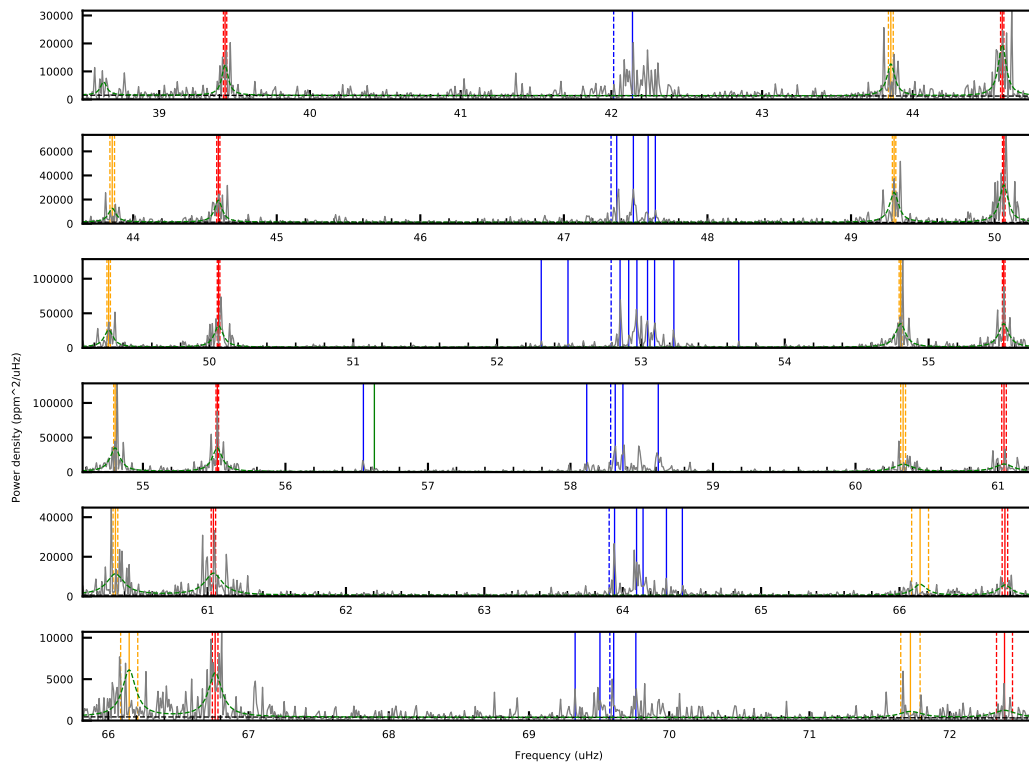 30000
20000
10000
0
39 40 41 42 43 44
60000
40000
20000
0
44 45 46 47 48 49 50
100000
50000
0
50 51 52 53 54 55
100000
50000
0
55 56 57 58 59 60 61
40000
20000
0
61 62 63 64 65 66
10000
5000
0
66 67 68 69 70 71 72
Power density (ppm^2/uHz)
Frequency (uHz)